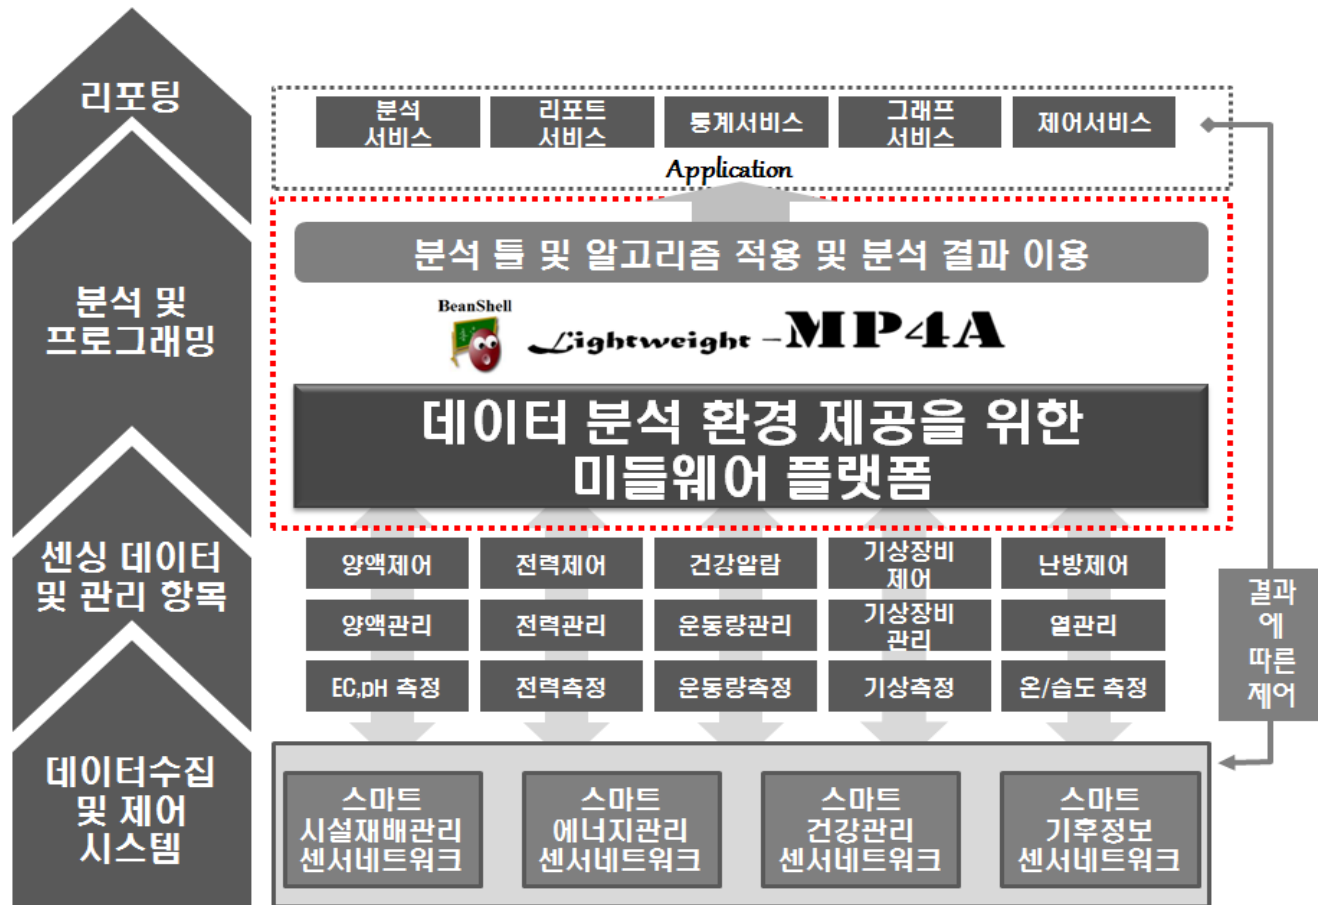 리포팅
분석 및
프로그래밍
센싱 데이터
및 관리 항목
데이터수집
및 제어
시스템
분석
서비스
리포트
서비스
통계서비스
그래프
서비스
제어서비스
Application
분석 틀 및 알고리즘 적용 및 분석 결과 이용
BeanShell
Lightweight -MP4A
데이터 분석 환경 제공을 위한
미들웨어 플랫폼
양액제어
전력제어
건강알람
기상장비
제어
난방제어
양액관리
전력관리
운동량관리
기상장비
관리
열관리
EC,pH 측정
전력측정
운동량측정
기상측정
온/습도 측정
결과
에
따른
제어
스마트
시설재배관리
센서네트워크
스마트
에너지관리
센서네트워크
스마트
건강관리
센서네트워크
스마트
기후정보
센서네트워크